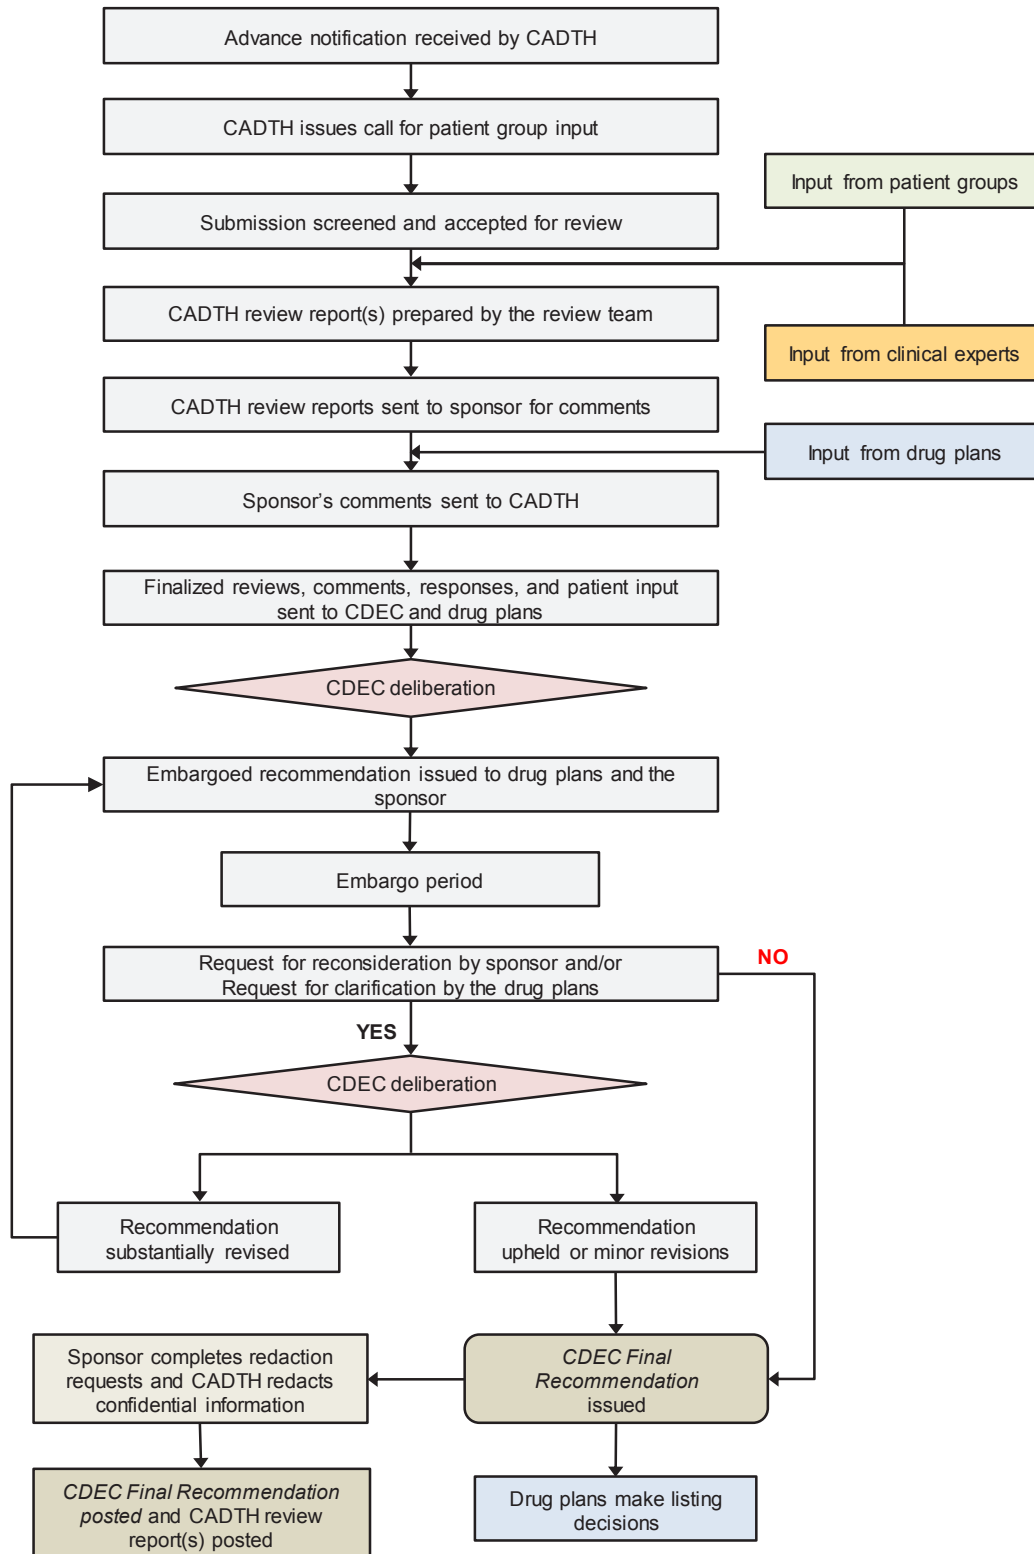 Advance notification received by CADTH
CADTH issues call for patient group input
Input from patient groups
Submission screened and accepted for review
CADTH review report(s) prepared by the review team
Input from clinical experts
CADTH review reports sent to sponsor for comments
Input from drug plans
Sponsor's comments sent to CADTH
Finalized reviews, comments, responses, and patient input
sent to CDEC and drug plans
CDEC deliberation
Embargoed recommendation issued to drug plans and the
sponsor
Embargo period
Request for reconsideration by sponsor and/or
Request for clarification by the drug plans
NO
YES
CDEC deliberation
Recommendation
substantially revised
Recommendation
upheld or minor revisions
Sponsor completes redaction
requests and CADTH redacts
confidential information
CDEC Final
Recommendation
issued
CDEC Final Recommendation
posted and CADTH review
report(s) posted
Drug plans make listing
decisions